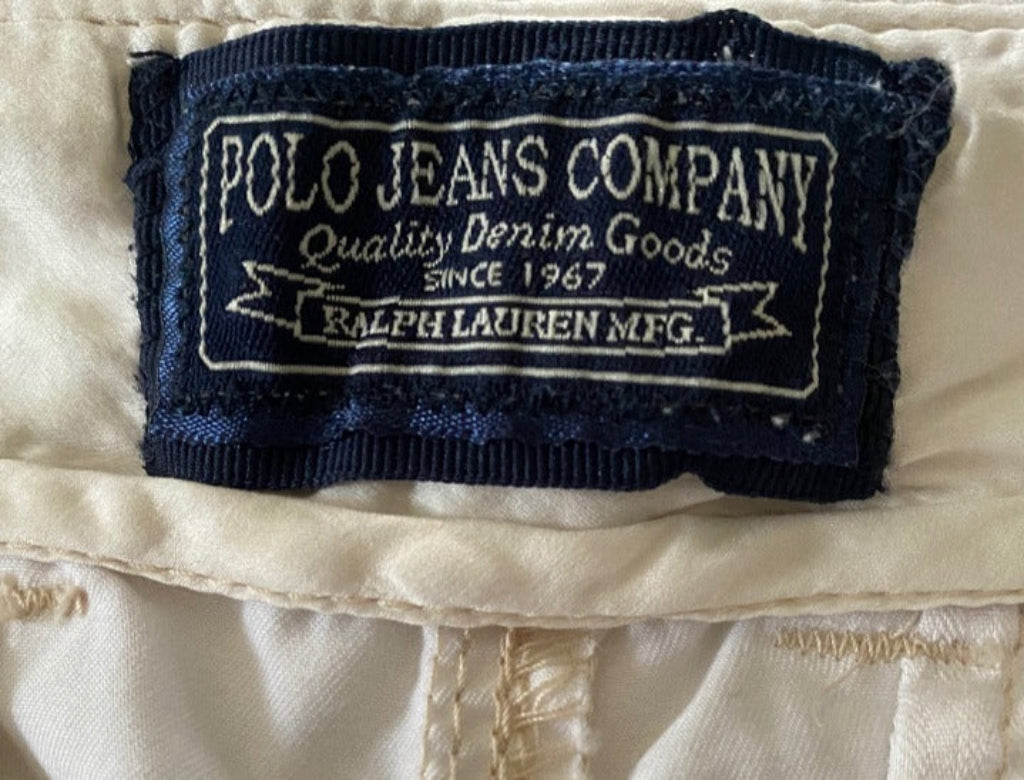 POLO JEANS COMPANY
Quality Denim Goods
SINCE 1967
RALPH LAUREN MFG.